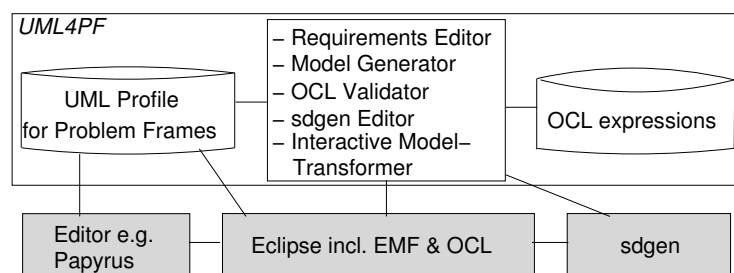 UML4PF
UML Profile
for Problem Frames
– Requirements Editor
– Model Generator
– OCL Validator
– sdgen Editor
– Interactive Model–
Transformer
OCL expressions
Editor e.g.
Papyrus
Eclipse incl. EMF & OCL
sdgen